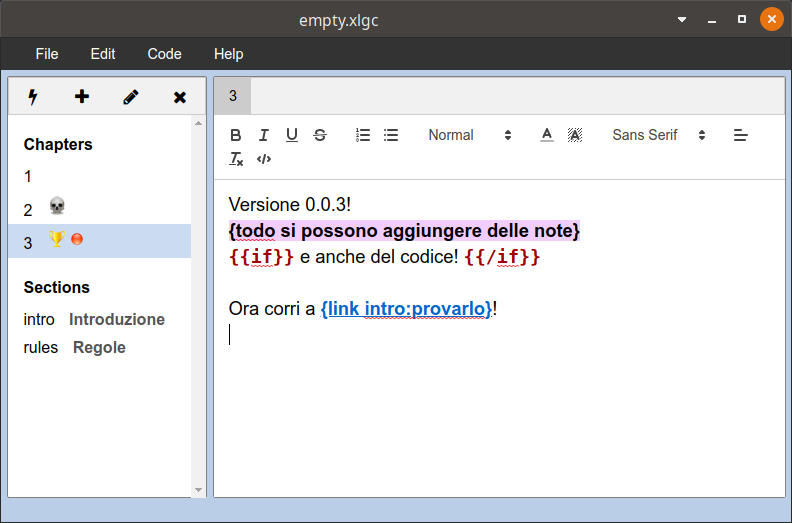 empty.xlgc
File Edit Code Help
Chapters
1
2
3
Sections
intro Introduzione
rules Regole
3
Normal
Sans Serif
Versione 0.0.3!
{todo si possono aggiungere delle note}
{{if}} e anche del codice! {{/if}}
Ora corri a {link intro:provarlo}!